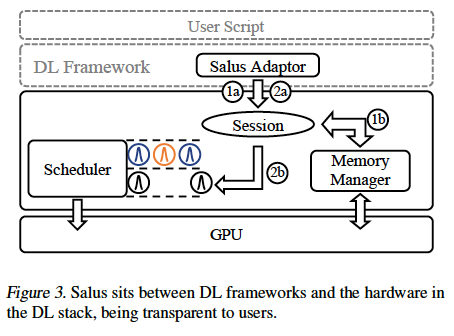 User Script
DL Framework
Salus Adaptor
1a
2a
Session
1b
Scheduler
2b
Memory
Manager
GPU
Figure 3. Salus sits between DL frameworks and the hardware in
the DL stack, being transparent to users.